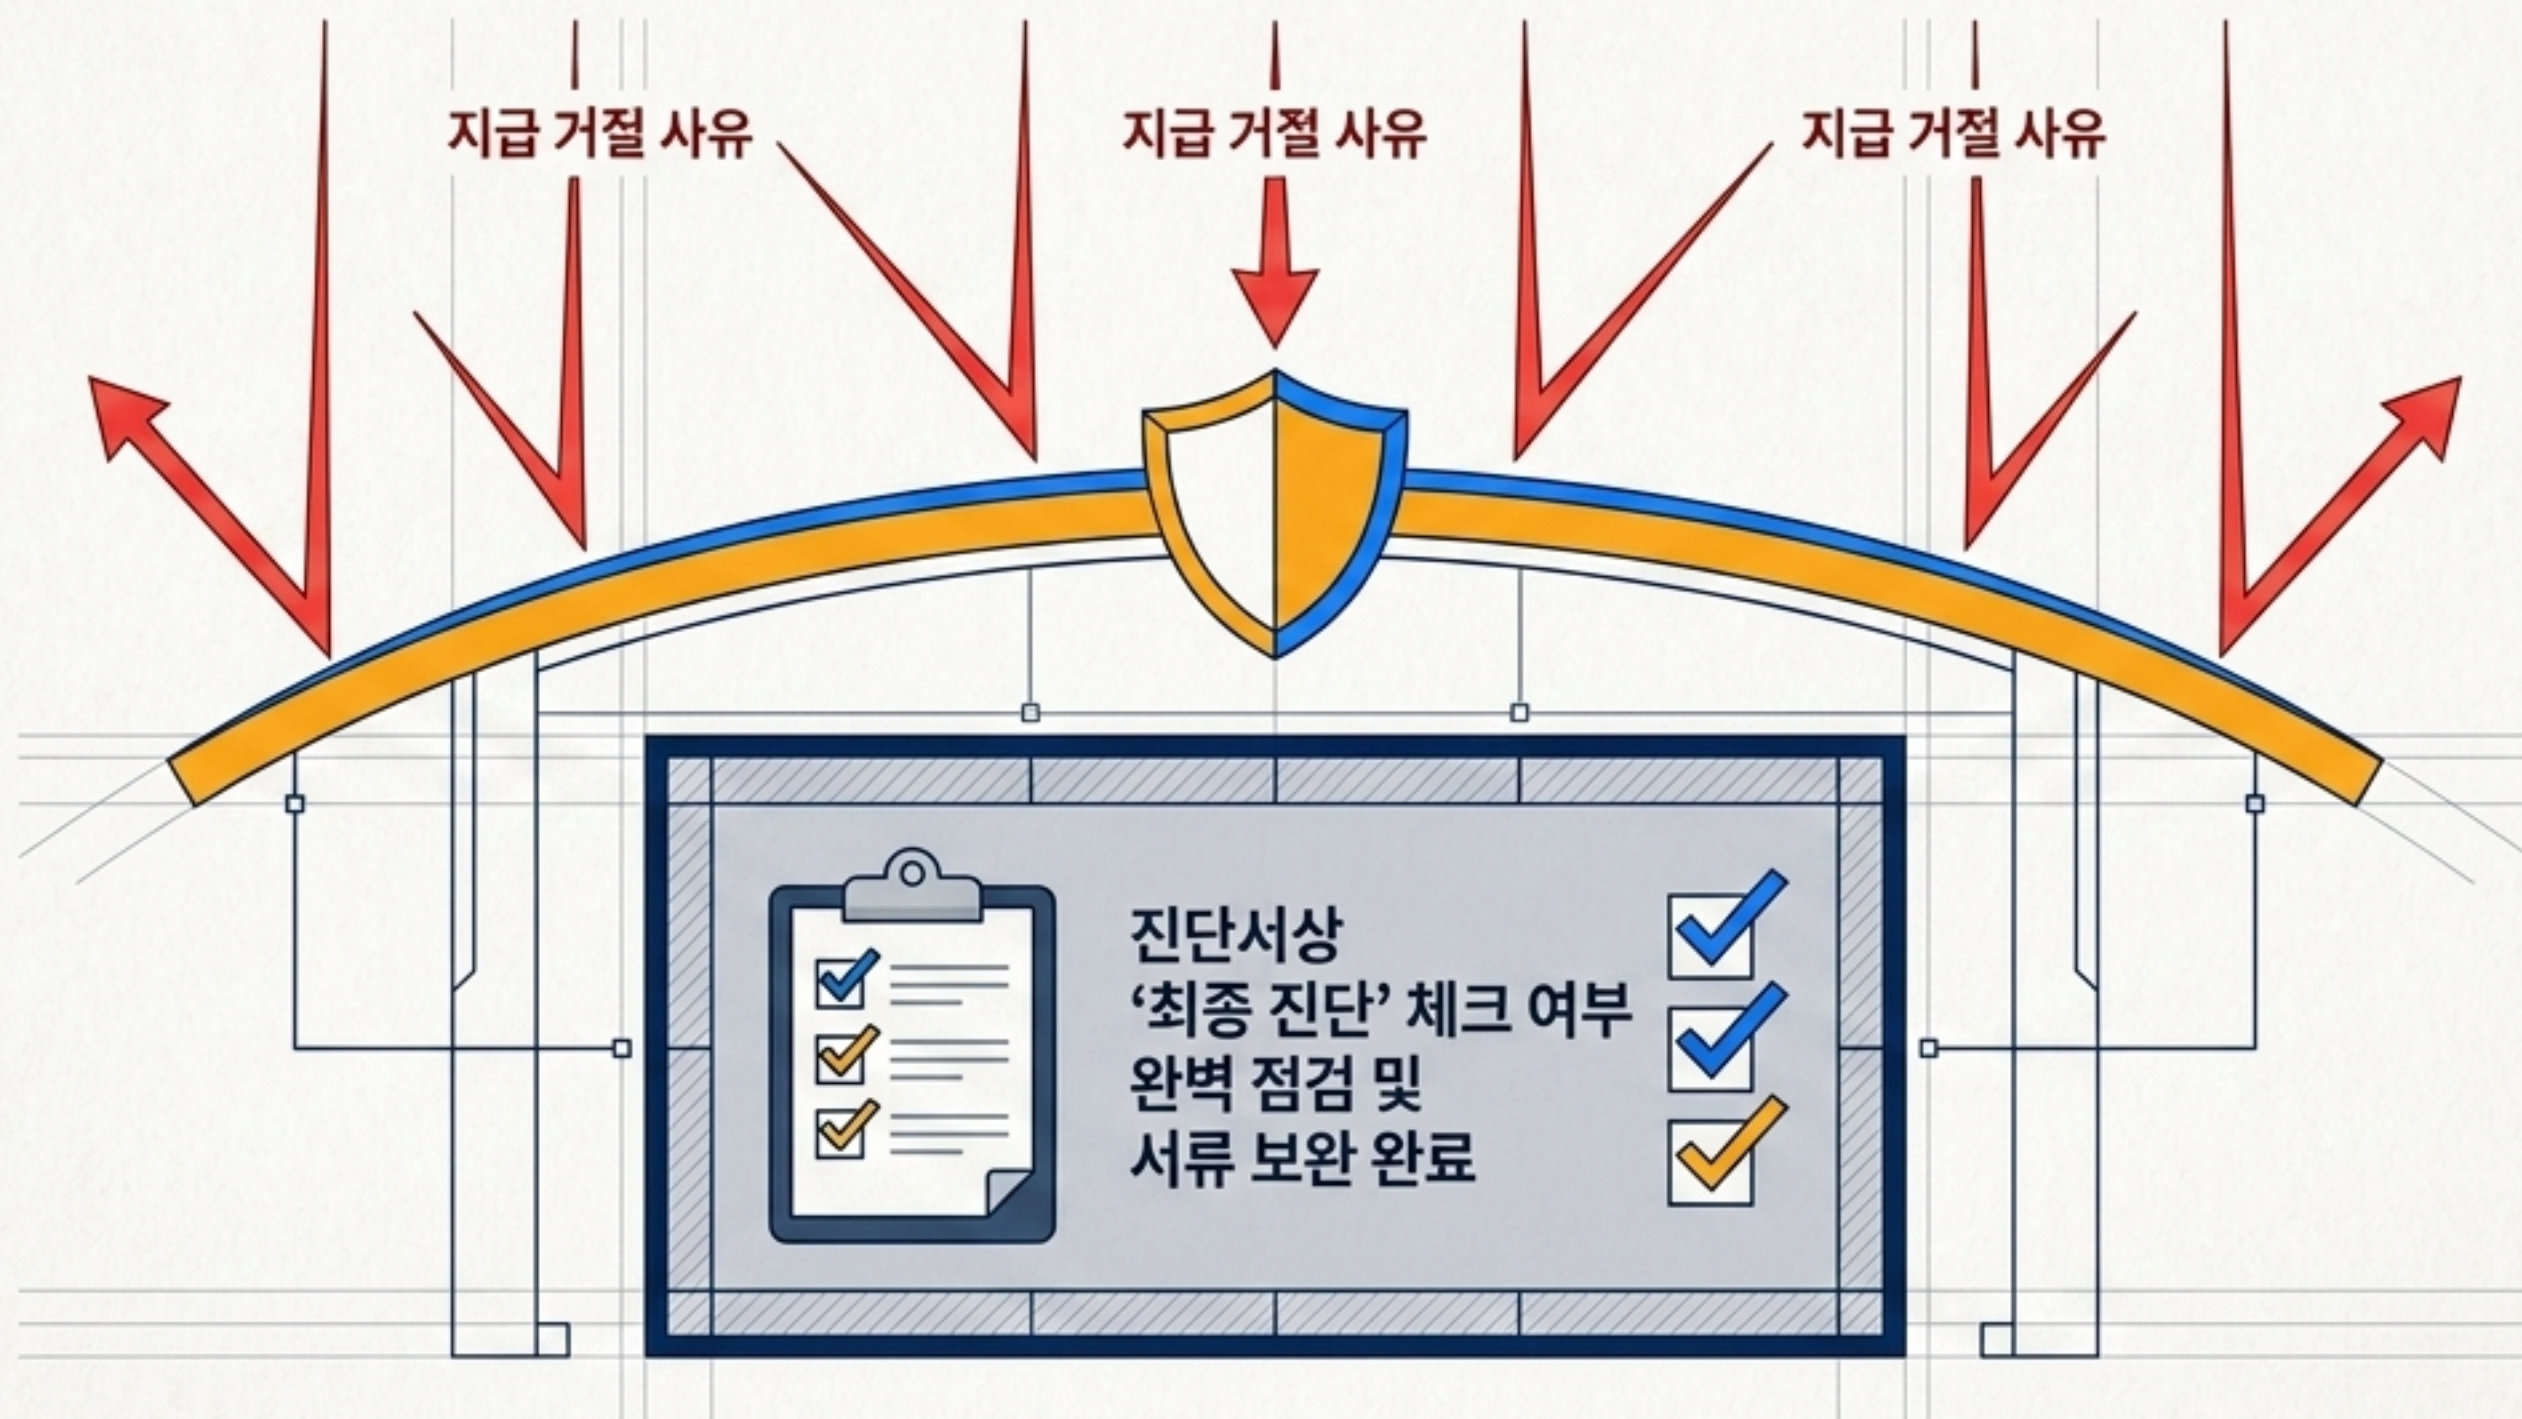 지급 거절 사유
지급 거절 사유
지급 거절 사유
진단서상
‘최종 진단’ 체크 여부
완벽 점검 및
서류 보완 완료